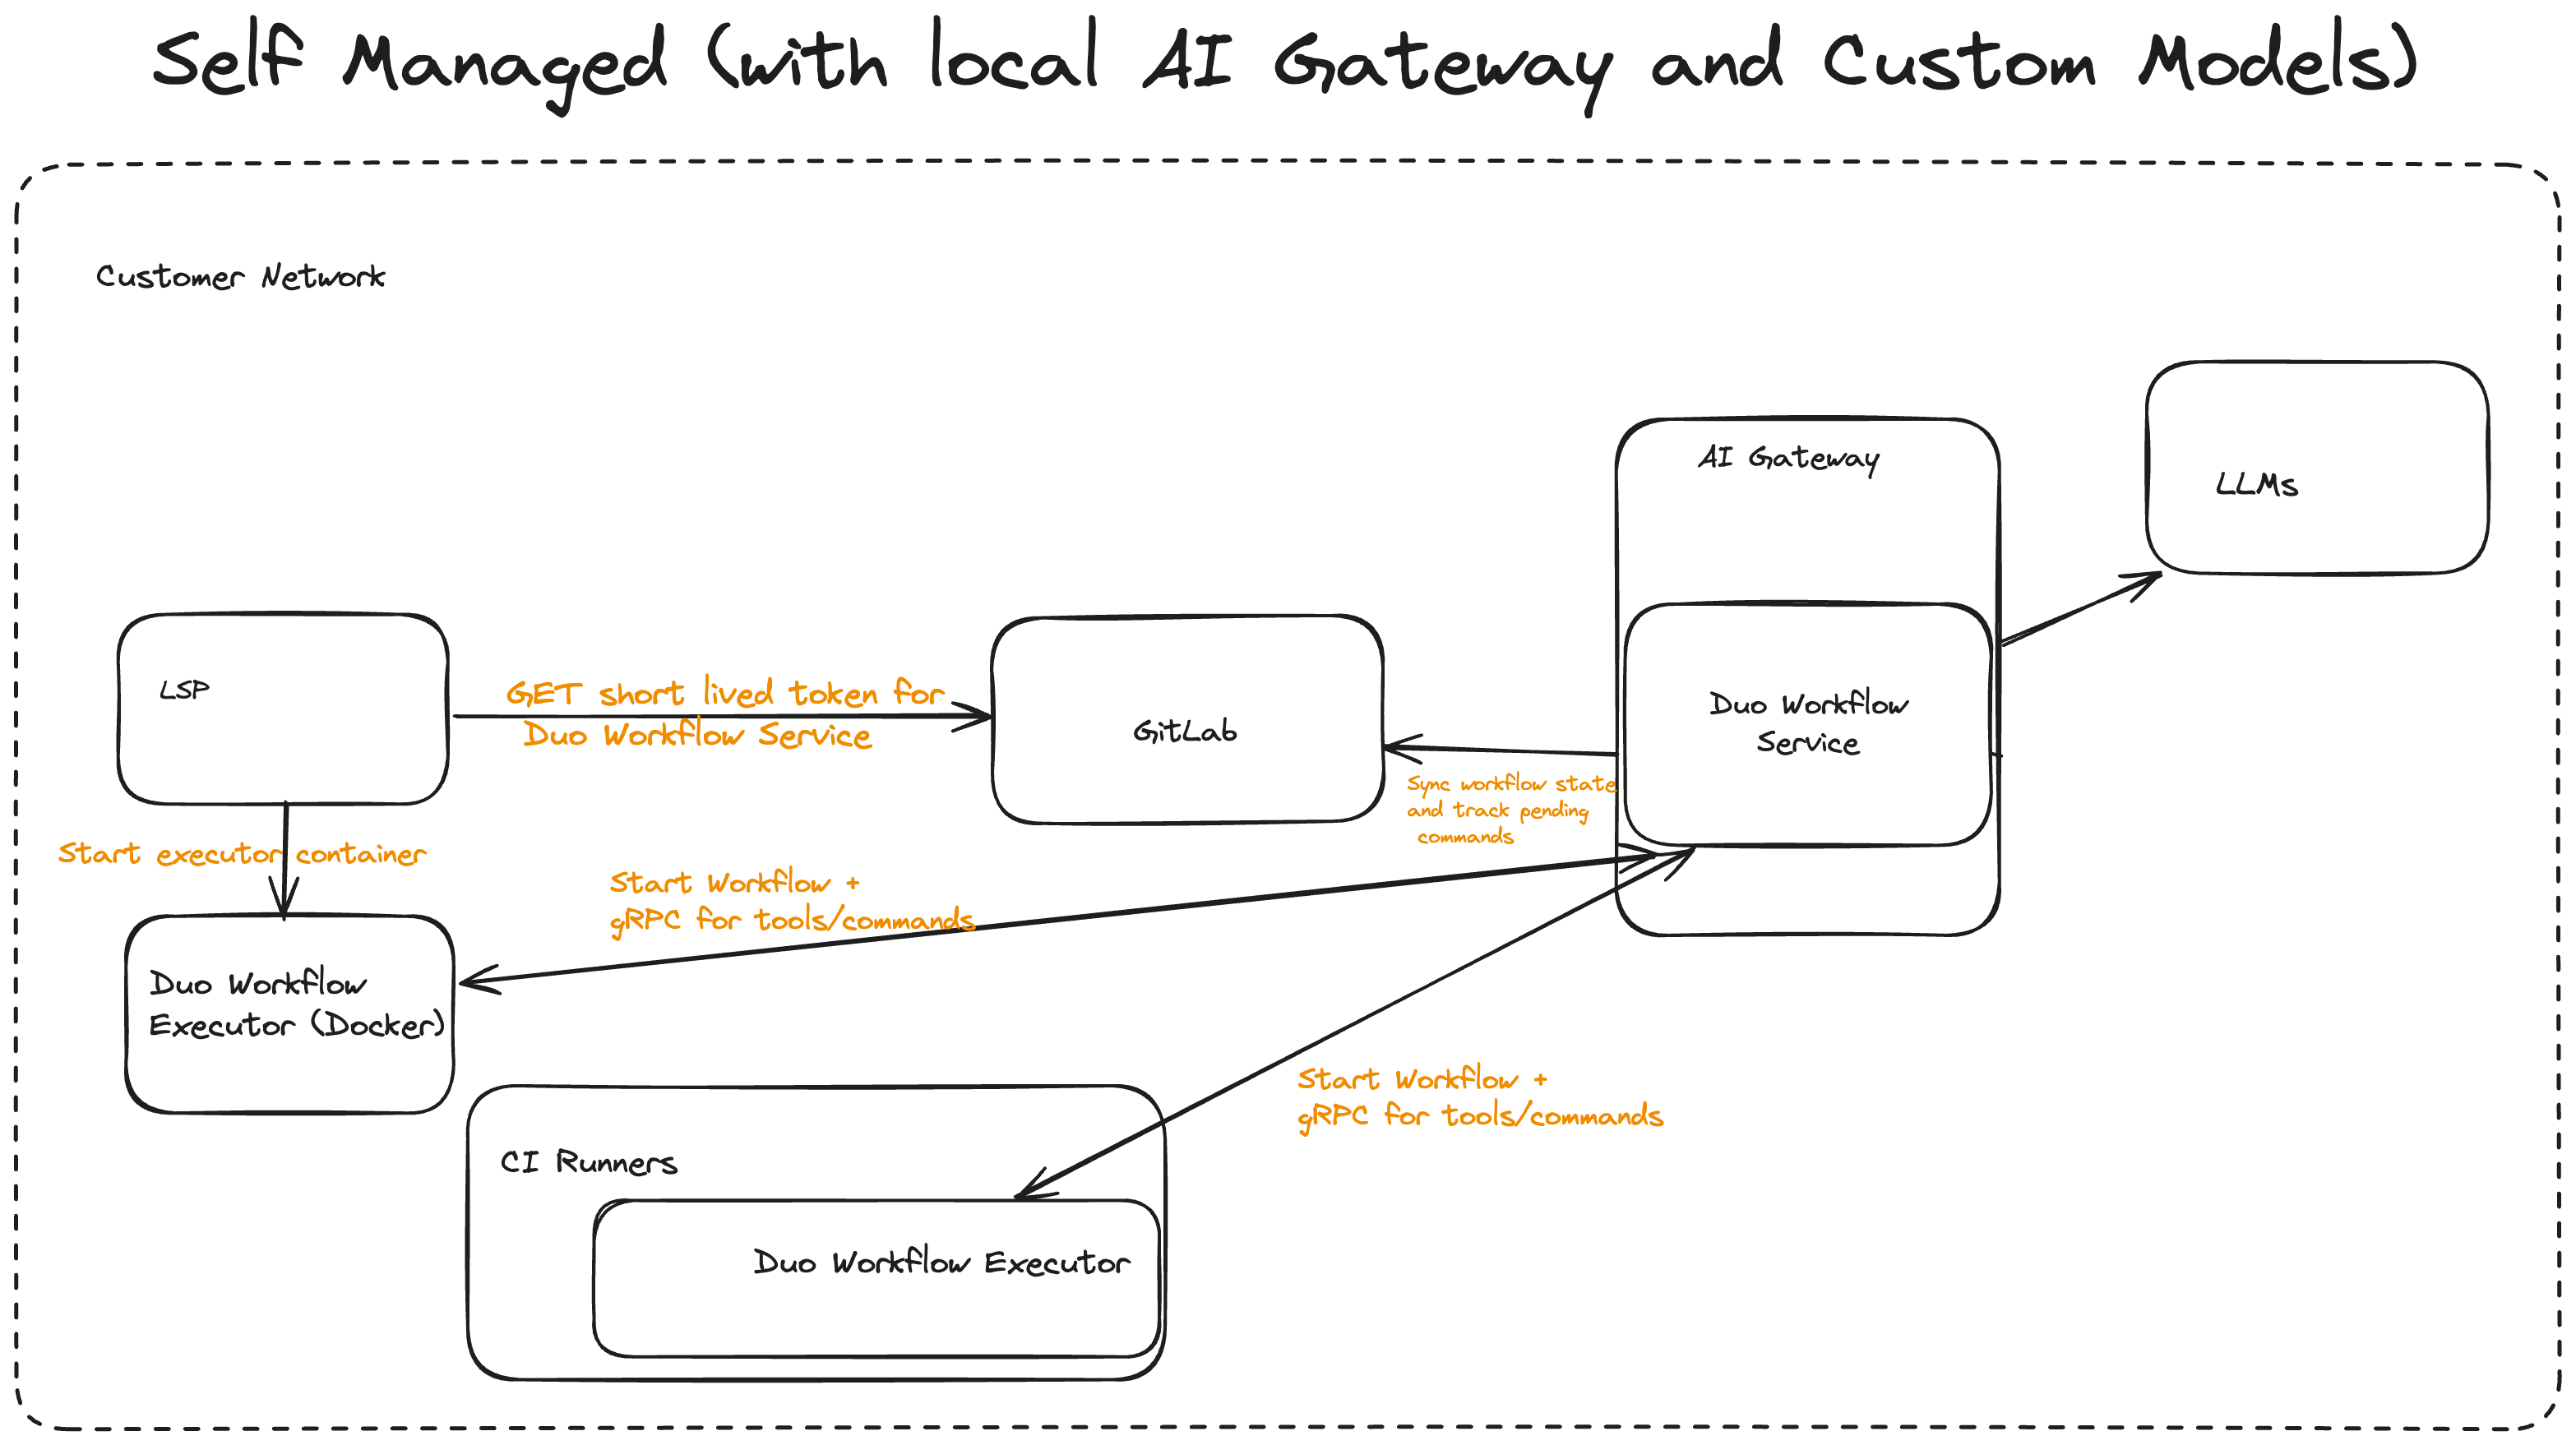 Self Managed (with local AI Gateway and Custom Models)
Customer Network
AI Gateway
LLMs
LSP
GET short lived token for
Duo Workflow Service
GitLab
Duo Workflow
Service
Sync workflow state
and track pending
commands
Start executor container
Start Workflow +
gRPC for tools/commands
Duo Workflow
Executor (Docker)
Start Workflow +
gRPC for tools/commands
CI Runners
Duo Workflow Executor